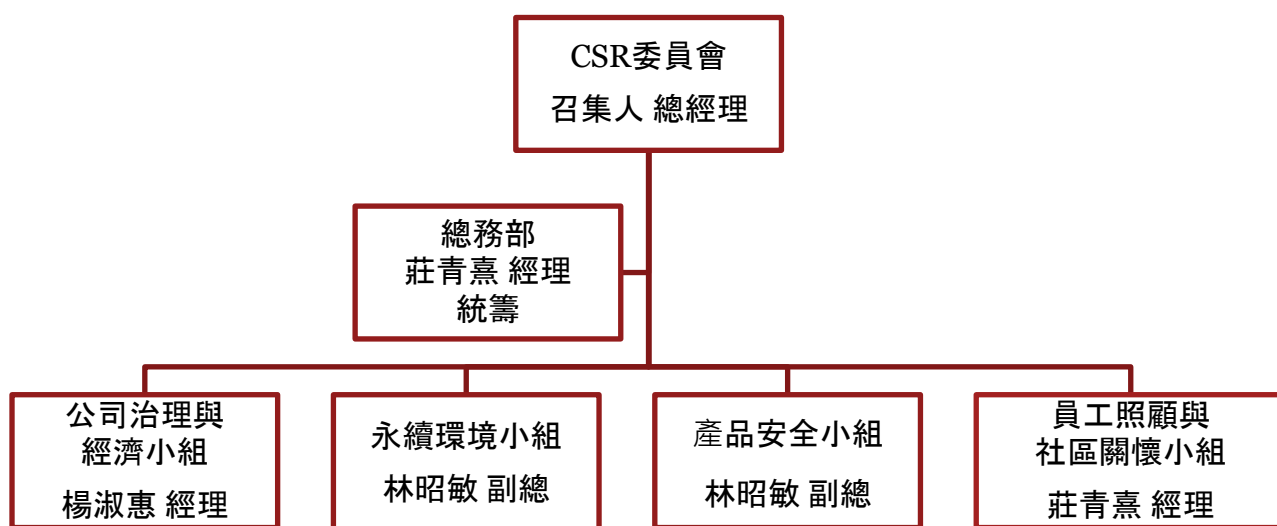 CSR委員會
召集人 總經理
總務部
莊青熹 經理
統籌
公司治理與
經濟小組
楊淑惠 經理
永續環境小組
林昭敏 副總
產品安全小組
林昭敏 副總
員工照顧與
社區關懷小組
莊青熹 經理